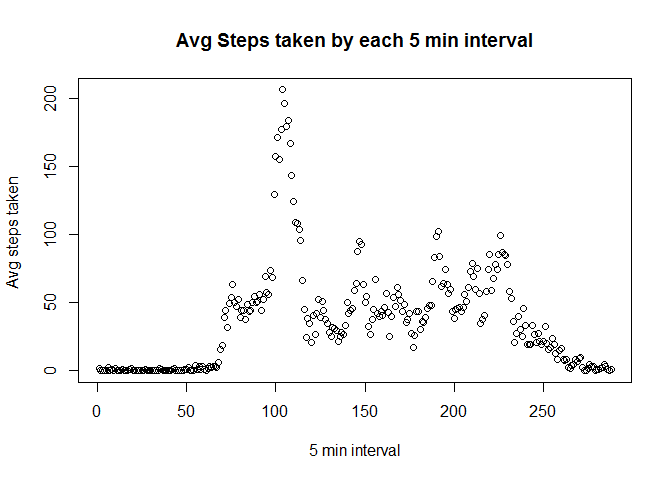 Avg Steps taken by each 5 min interval
Avg steps taken
200
150
100
50
0
0 50 100 150 200 250
5 min interval